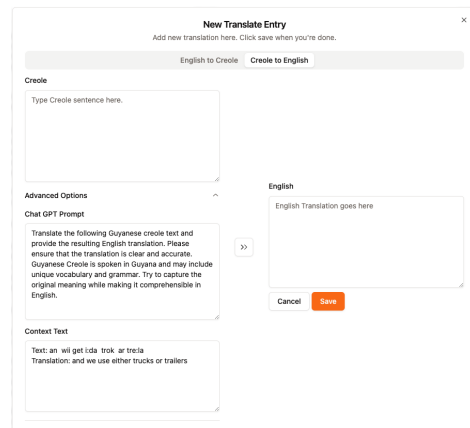 New Translate Entry
Add new translation here. Click save when you're done.
English to Creole
Creole to English
Creole
Type Creole sentence here.
Advanced Options
Chat GPT Prompt
Translate the following Guyanese creole text and
provide the resulting English translation. Please
ensure that the translation is clear and accurate.
Guyanese Creole is spoken in Guyana and may include
unique vocabulary and grammar. Try to capture the
original meaning while making it comprehensible in
English.
Context Text
Text: an wii get i:da trok ar tre:la
Translation: and we use either trucks or trailers
English
English Translation goes here
Cancel
Save